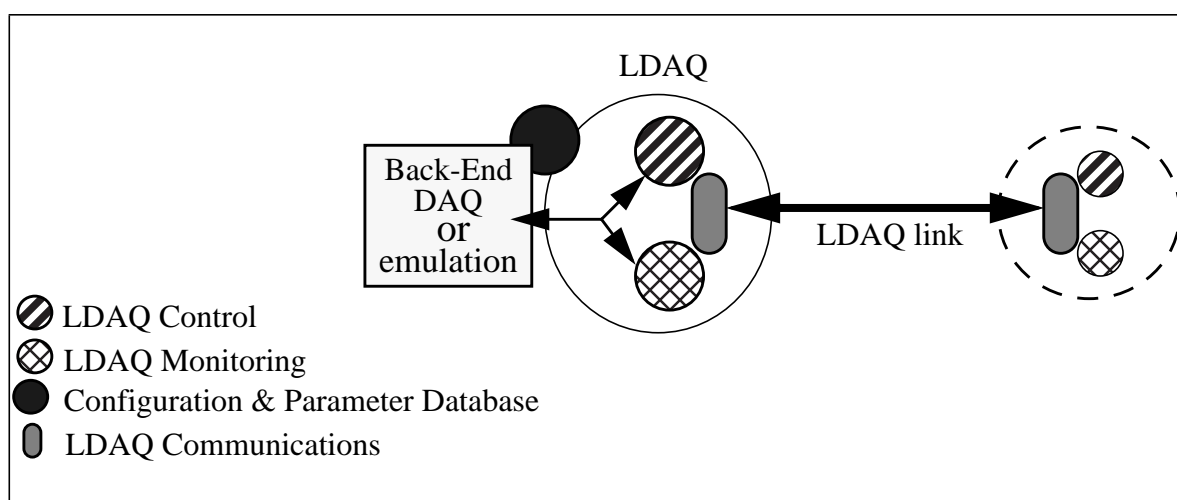 LDAQ
Back-End
DAQ
or
emulation
LDAQ link
LDAQ Control
LDAQ Monitoring
Configuration & Parameter Database
LDAQ Communications